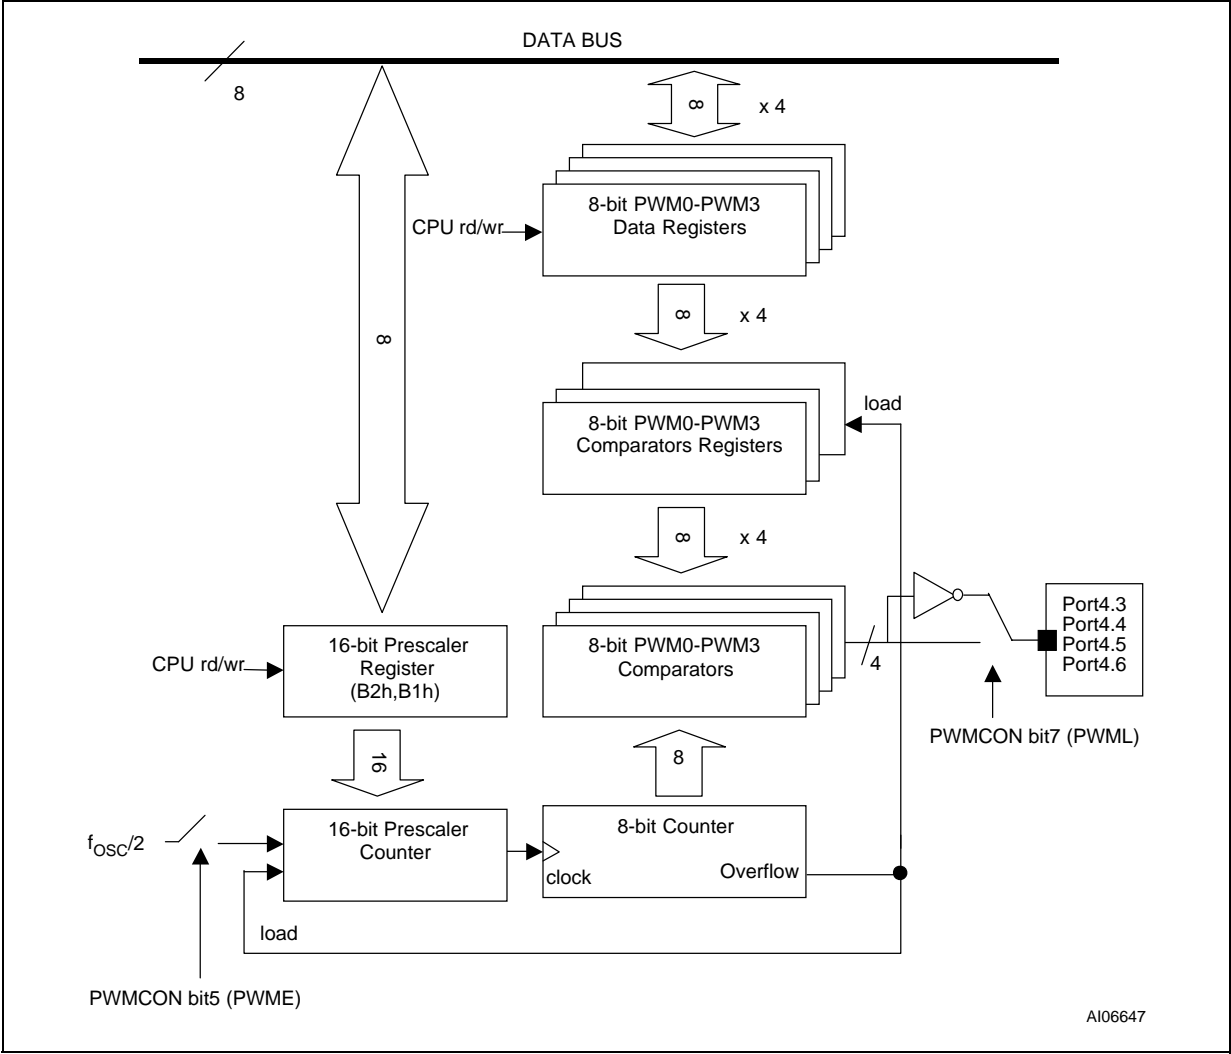 DATA BUS
8
8
x 4
8-bit PWM0-PWM3
Data Registers
CPU rd/wr
8
x 4
8
load
8-bit PWM0-PWM3
Comparators Registers
8
x 4
Port4.3
Port4.4
Port4.5
Port4.6
16-bit Prescaler
Register
(B2h,B1h)
CPU rd/wr
8-bit PWM0-PWM3
Comparators
4
PWMCON bit7 (PWML)
16
8
16-bit Prescaler
Counter
8-bit Counter
fOSC/2
clock
Overflow
load
PWMCON bit5 (PWME)
AI06647